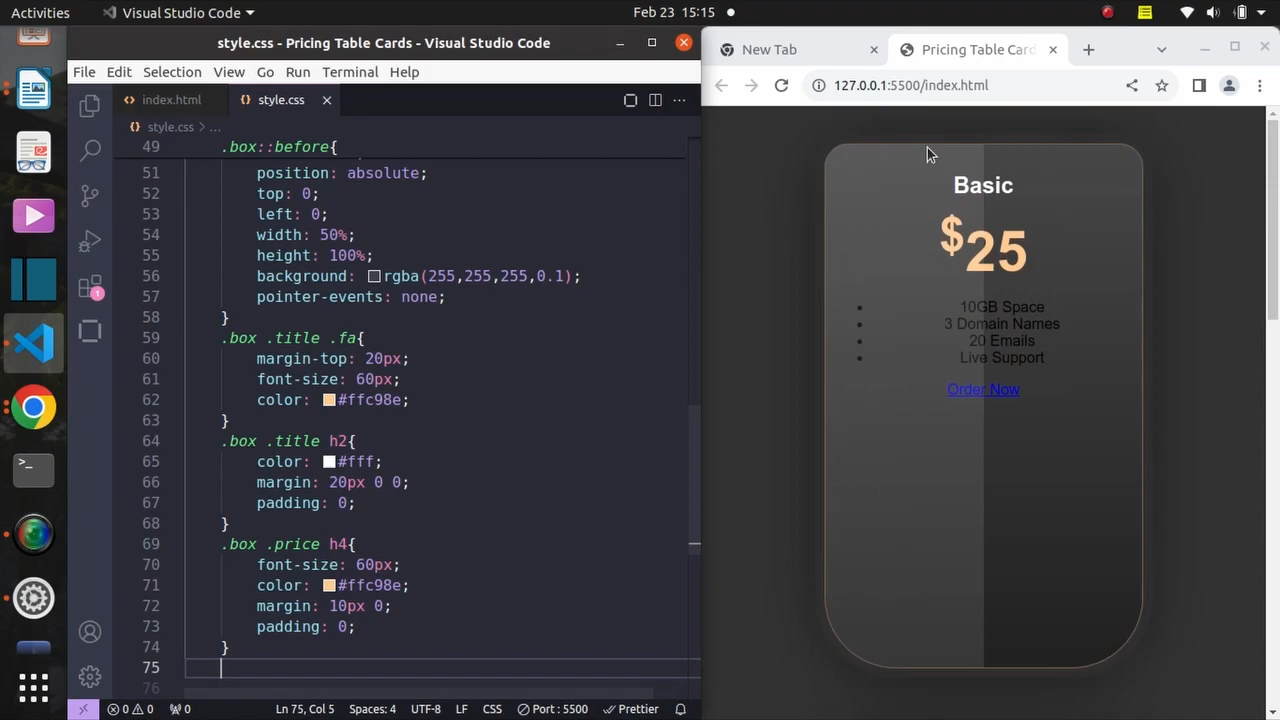 Activities
Visual Studio Code
Feb 23 15:15
style.css - Pricing Table Cards - Visual Studio Code
File Edit Selection View Go Run Terminal Help
index.html
style.css
style.css > ...
49 .box::before{
51 position: absolute;
52 top: 0;
53 left: 0;
54 width: 50%;
55 height: 100%;
56 background: rgba(255,255,255,0.1);
57 pointer-events: none;
58 }
59 .box .title .fa{
60 margin-top: 20px;
61 font-size: 60px;
62 color: #ffc98e;
63 }
64 .box .title h2{
65 color: #fff;
66 margin: 20px 0 0;
67 padding: 0;
68 }
69 .box .price h4{
70 font-size: 60px;
71 color: #ffc98e;
72 margin: 10px 0;
73 padding: 0;
74 }
75
76
1
0 0 0
Ln 75, Col 5
Spaces: 4
UTF-8
LF
CSS
Port : 5500
Prettier
New Tab
Pricing Table Card
127.0.0.1:5500/index.html
Basic
$25
10GB Space
3 Domain Names
20 Emails
Live Support
Order Now